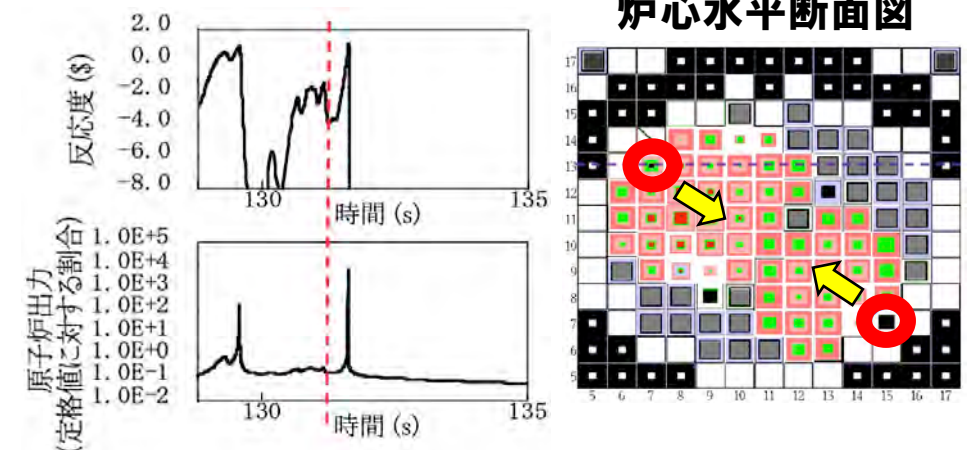 炉心水平断面図
反応度 ($)
2.0
0.0
-2.0
-4.0
-6.0
-8.0
130
135
時間 (s)
原子炉出力
(定格値に対する割合)
1.0E+5
1.0E+4
1.0E+3
1.0E+2
1.0E+1
1.0E+0
1.0E-1
1.0E-2
130
135
時間 (s)
17
16
15
14
13
12
11
10
9
8
7
6
5
5 6 7 8 9 10 11 12 13 14 15 16 17